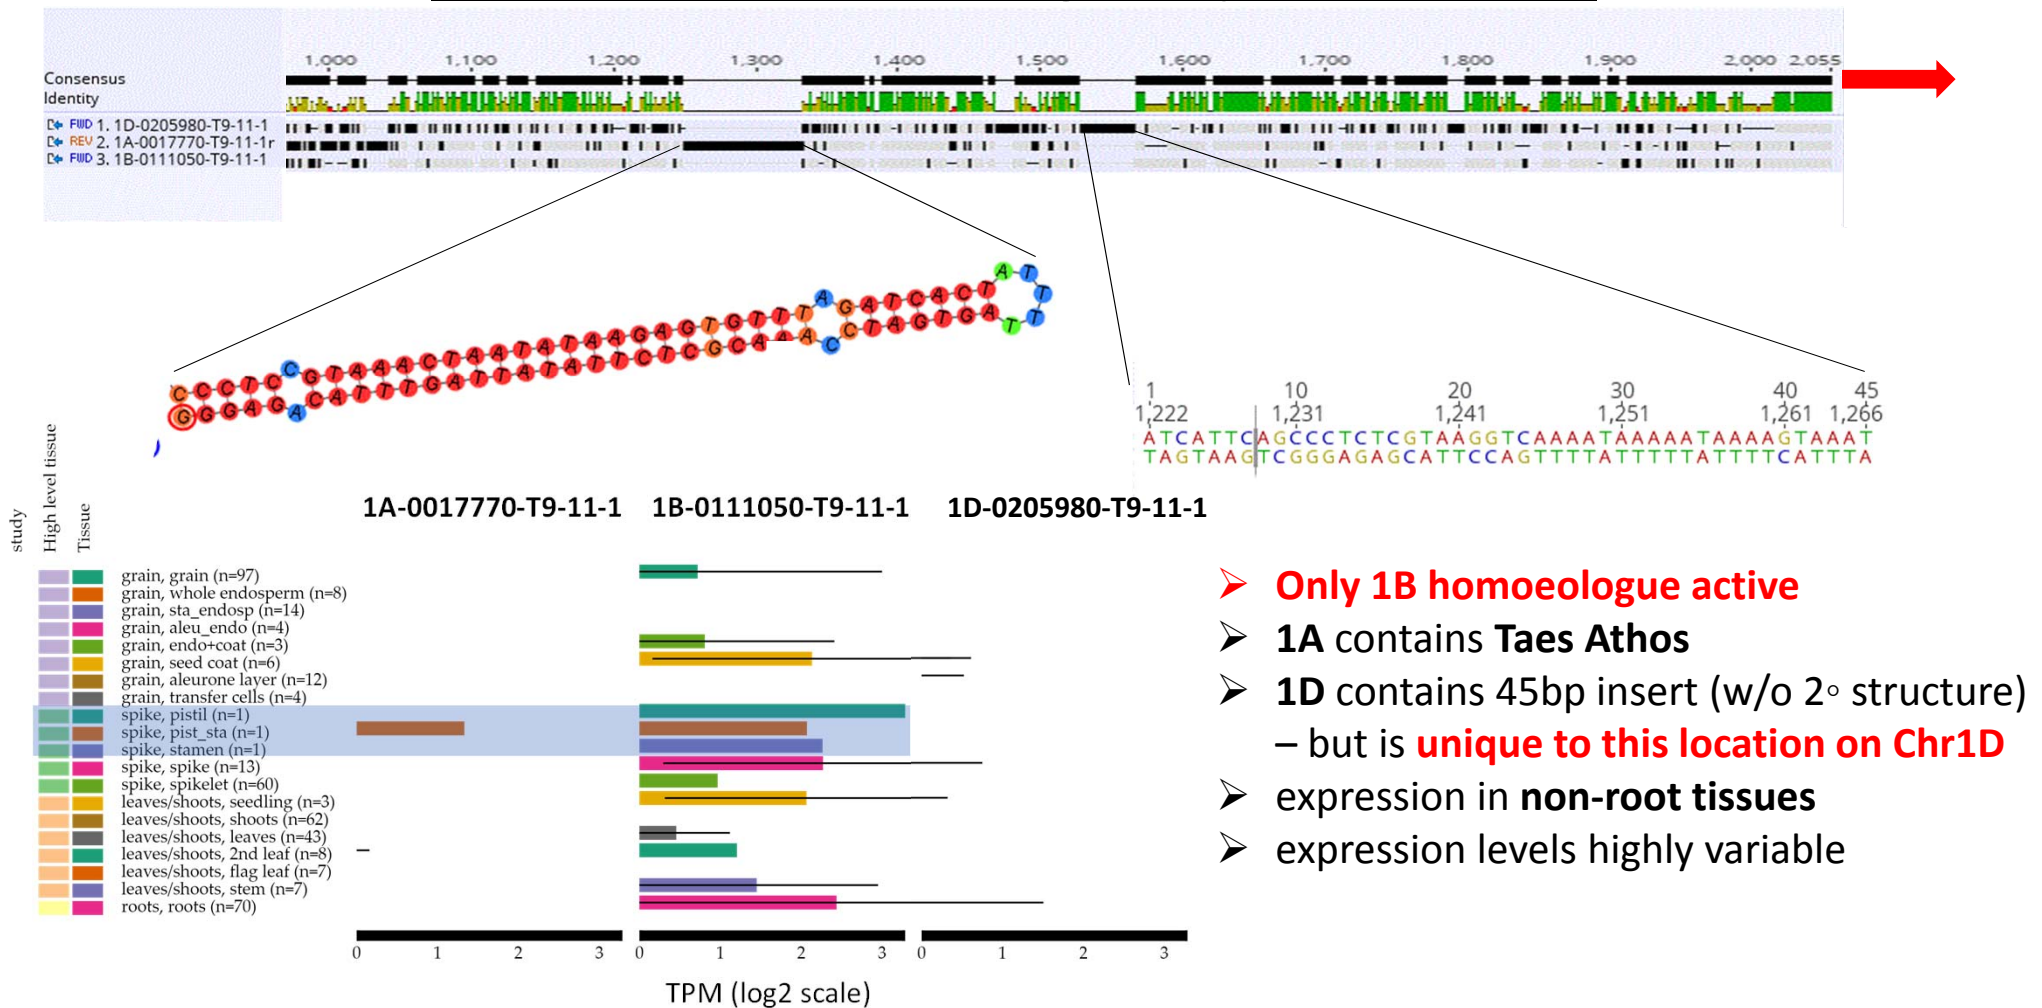 1,000 1,100 1,200 1,300 1,400 1,500 1,600 1,700 1,800 1,900 2,000 2,055
Consensus
Identity
FWD 1. 1D-0205980-T9-11-1
REV 2. 1A-0017770-T9-11-1r
FWD 3. 1B-0111050-T9-11-1
C C C T C C G T A A A C T A A T A T A A G A G T G T T T A G A T C A C T A T T T
G G G A G A C A T T T G A T T A T A T T C T C G C A A A C C T A G T G A T
1 10 20 30 40 45
1,222 1,231 1,241 1,251 1,261 1,266
ATCATTCAGCCCTCTCGTAAGGTCAAAATAAAAATAAAAGTAAAT
TAGTAAGTCGGGAGAGCATTCCAGTTTTATTTTTATTTTCATTTA
study
High level tissue
Tissue
1A-0017770-T9-11-1 1B-0111050-T9-11-1 1D-0205980-T9-11-1
grain, grain (n=97)
grain, whole endosperm (n=8)
grain, sta_endosp (n=14)
grain, aleu_endo (n=4)
grain, endo+coat (n=3)
grain, seed coat (n=6)
grain, aleurone layer (n=12)
grain, transfer cells (n=4)
spike, pistil (n=1)
spike, pist_sta (n=1)
spike, stamen (n=1)
spike, spike (n=13)
spike, spikelet (n=60)
leaves/shoots, seedling (n=3)
leaves/shoots, shoots (n=62)
leaves/shoots, leaves (n=43)
leaves/shoots, 2nd leaf (n=8)
leaves/shoots, flag leaf (n=7)
leaves/shoots, stem (n=7)
roots, roots (n=70)
0 1 2 3 0 1 2 3 0 1 2 3
TPM (log2 scale)
➢ Only 1B homoeologue active
➢ 1A contains Taes Athos
➢ 1D contains 45bp insert (w/o 2◦ structure)
– but is unique to this location on Chr1D
➢ expression in non-root tissues
➢ expression levels highly variable